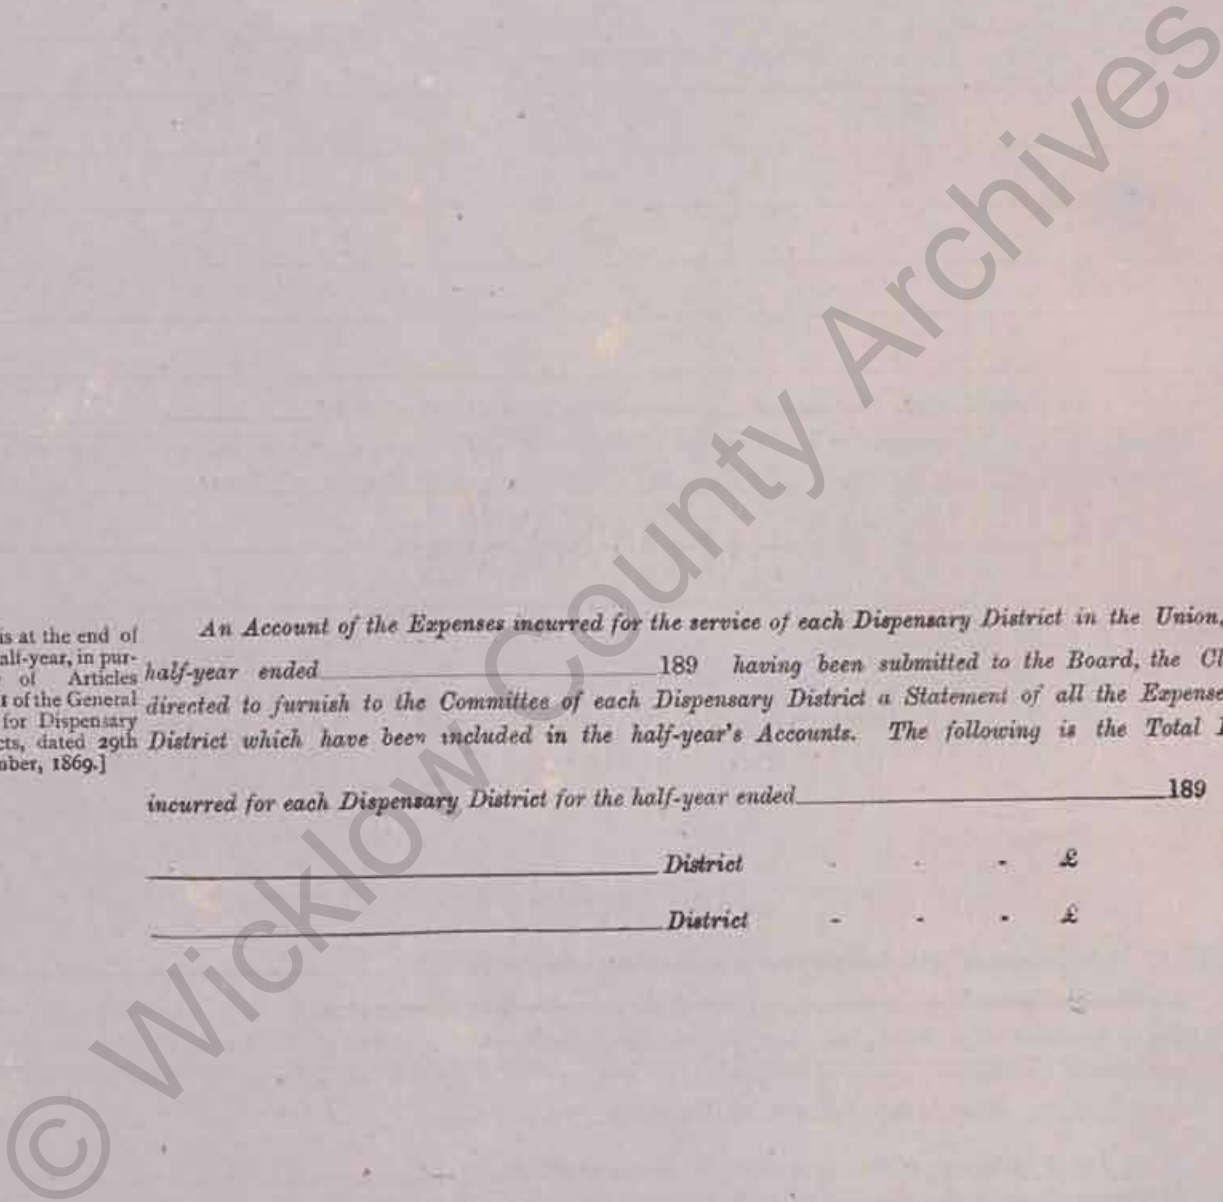 is at the end of
alf-year, in pur-
of Articles
1 of the General
for Dispensary
cts, dated 29th
nber, 1869.]
An Account of the Expenses incurred for the service of each Dispensary District in the Union,
half-year ended 189 having been submitted to the Board, the Cl
directed to furnish to the Committee of each Dispensary District a Statement of all the Expense
District which have been included in the half-year's Accounts. The following is the Total
incurred for each Dispensary District for the half-year ended 189
District - - - £
District - - - £
© Wicklow County Archives